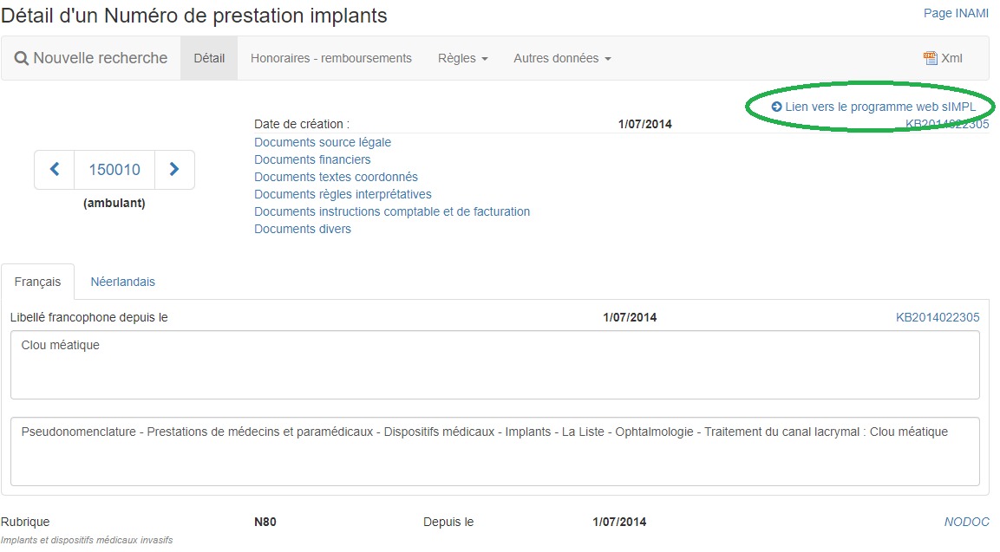 Détail d'un Numéro de prestation implants
Page INAMI
Nouvelle recherche Détail Honoraires - remboursements Règles Autres données Xml
Lien vers le programme web sIMPL
Date de création : 1/07/2014 KB2014022305
Documents source légale
Documents financiers
150010
Documents textes coordonnés
Documents règles interprétatives
(ambulant)
Documents instructions comptable et de facturation
Documents divers
Français Néerlandais
Libellé francophone depuis le 1/07/2014 KB2014022305
Clou méatique
Pseudonomenclature - Prestations de médecins et paramédicaux - Dispositifs médicaux - Implants - La Liste - Ophtalmologie - Traitement du canal lacrymal : Clou méatique
Rubrique N80 Depuis le 1/07/2014 NODOC
Implants et dispositifs médicaux invasifs